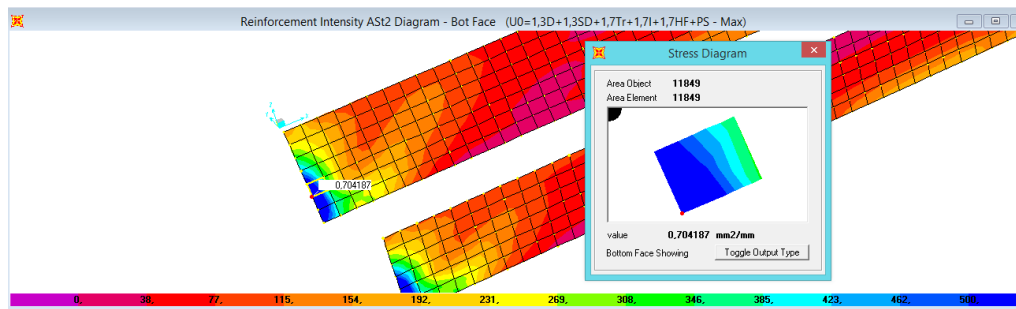 Reinforcement Intensity ASt2 Diagram - Bot Face (U0=1,3D+1,3SD+1,7Tr+1,7I+1,7HF+PS - Max)
Stress Diagram
Area Object 11849
Area Element 11849
0,704187
value 0,704187 mm2/mm
Bottom Face Showing Toggle Output Type
0, 38, 77, 115, 154, 192, 231, 269, 308, 346, 385, 423, 462, 500,